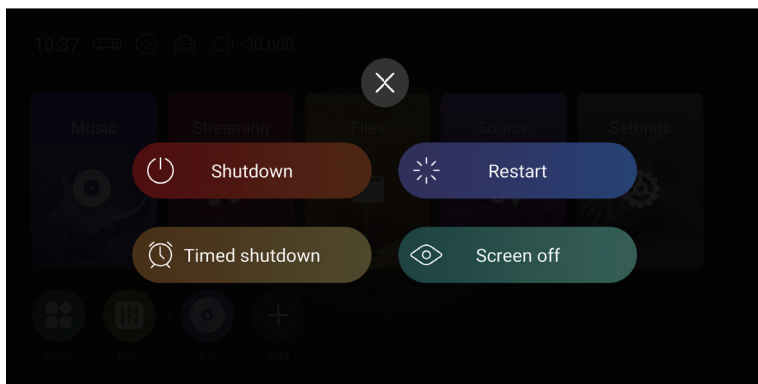 10:37 -30.0dB
Music Streaming Files Source Settings
Shutdown Restart
Timed shutdown Screen off
Apps DSP CD Add